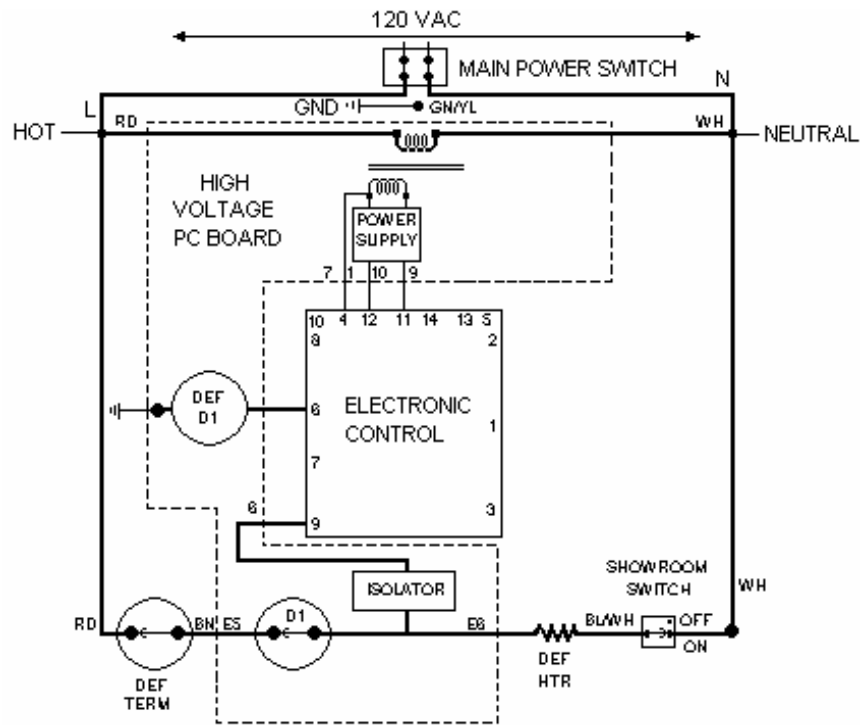 120 VAC
MAIN POWER SWITCH
N
L
GND
GN/YL
HOT
RD
WH
NEUTRAL
HIGH
VOLTAGE
PC BOARD
POWER
SUPPLY
7 1 10 9
10 4 12 11 14 13 5
8 2
DEF
D1
6
ELECTRONIC
CONTROL
1
7
6
9
3
ISOLATOR
SHOWROOM
SWITCH
WH
RD
BN
E5
D1
E6
BL/WH
OFF
ON
DEF
TERM
DEF
HTR